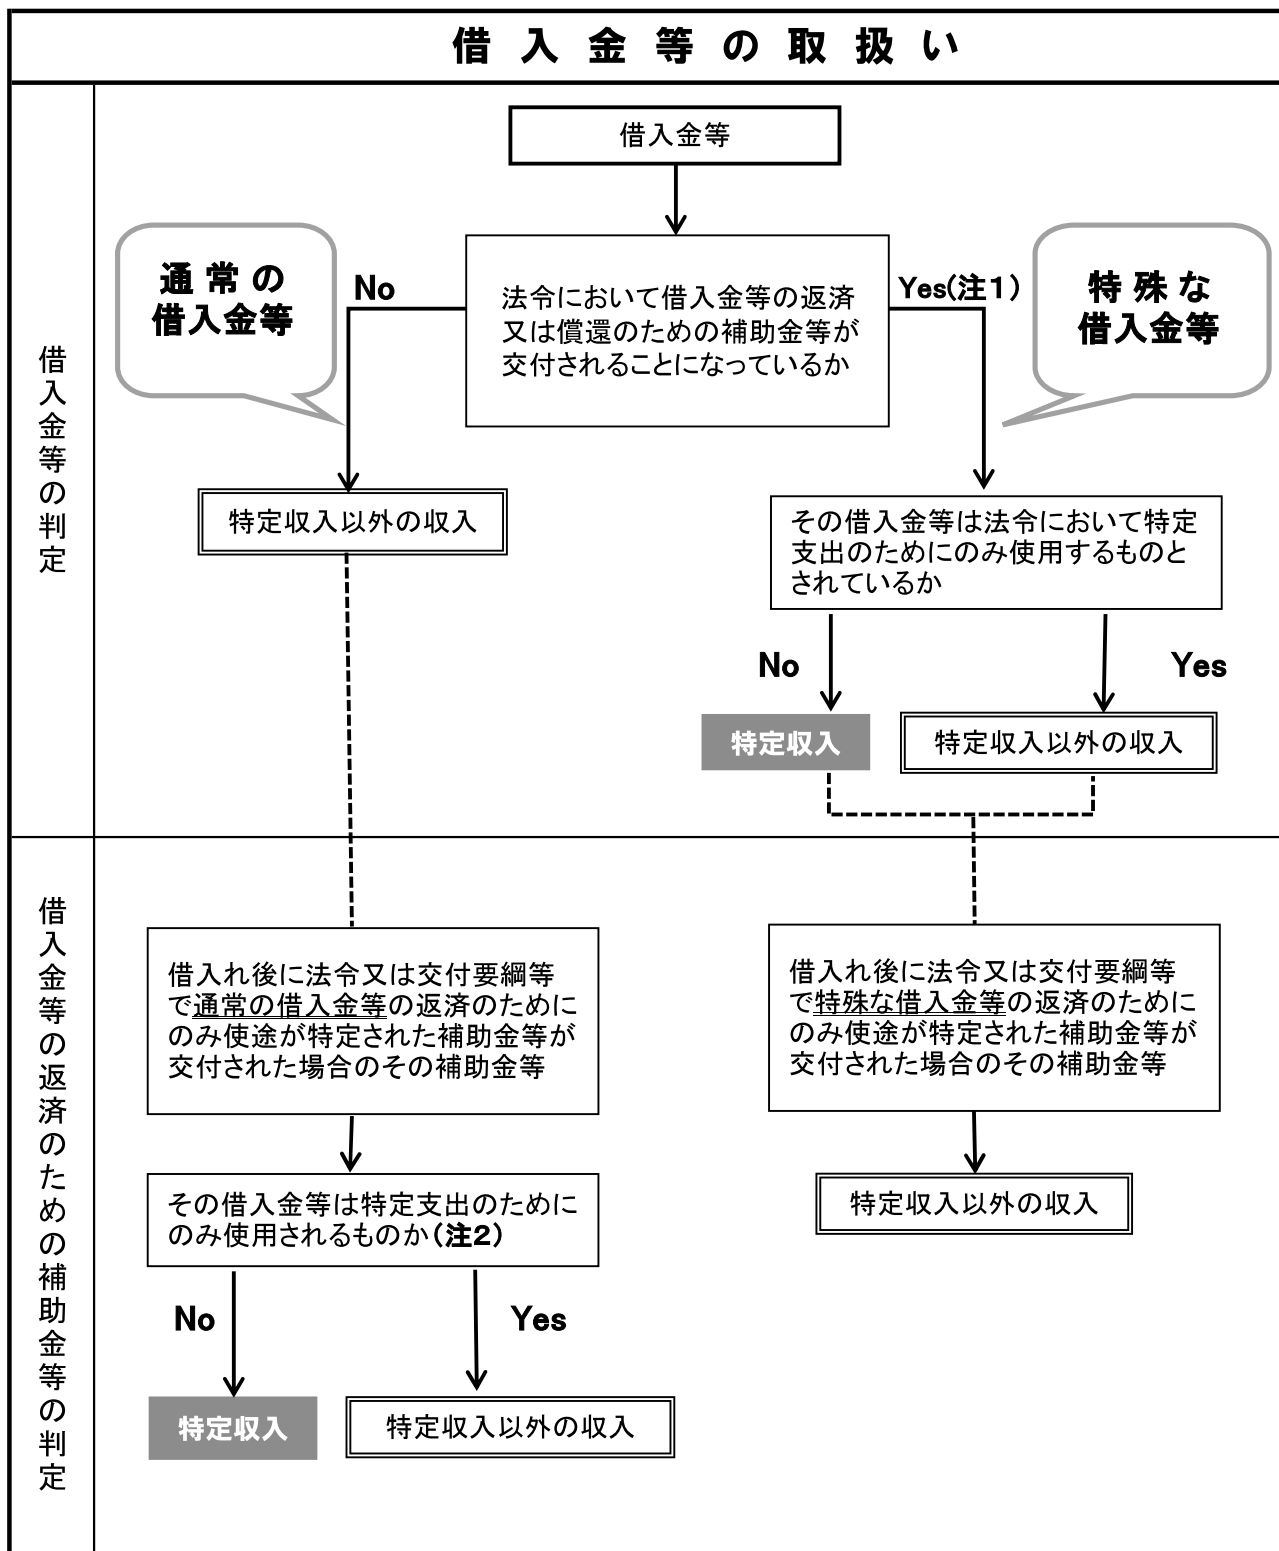 借入金等の取扱い
借入金等の判定
借入金等
通常の
借入金等
No
法令において借入金等の返済
又は償還のための補助金等が
交付されることになっているか
Yes(注1)
特殊な
借入金等
特定収入以外の収入
その借入金等は法令において特定
支出のためにのみ使用するものと
されているか
No
Yes
特定収入
特定収入以外の収入
借入金等の返済のための補助金等の判定
借入れ後に法令又は交付要綱等
で通常の借入金等の返済のために
のみ使途が特定された補助金等が
交付された場合のその補助金等
借入れ後に法令又は交付要綱等
で特殊な借入金等の返済のために
のみ使途が特定された補助金等が
交付された場合のその補助金等
その借入金等は特定支出のために
のみ使用されるものか(注2)
特定収入以外の収入
No
Yes
特定収入
特定収入以外の収入